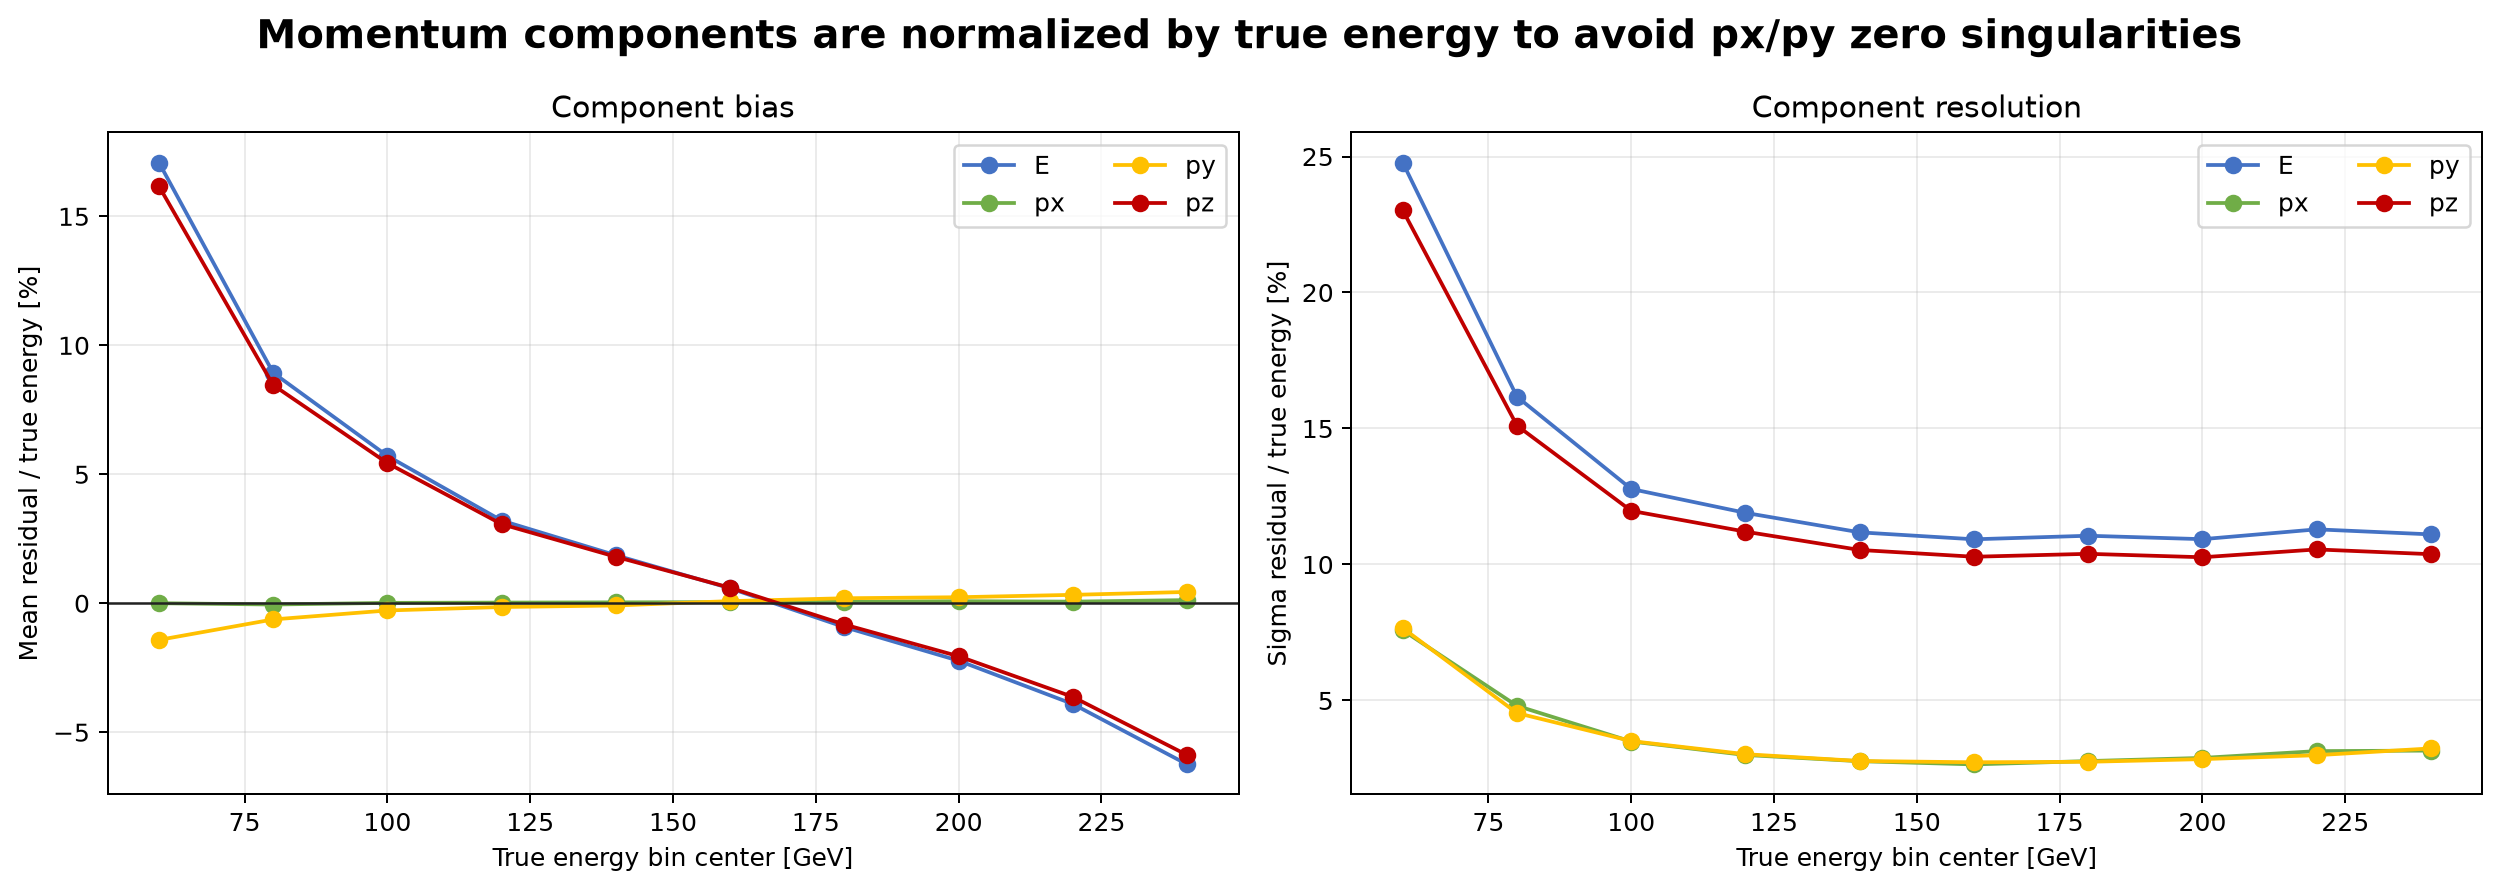 Momentum components are normalized by true energy to avoid px/py zero singularities
Component bias
Mean residual / true energy [%]
15
10
5
0
−5
E
px
py
pz
75 100 125 150 175 200 225
True energy bin center [GeV]
Component resolution
Sigma residual / true energy [%]
25
20
15
10
5
E
px
py
pz
75 100 125 150 175 200 225
True energy bin center [GeV]